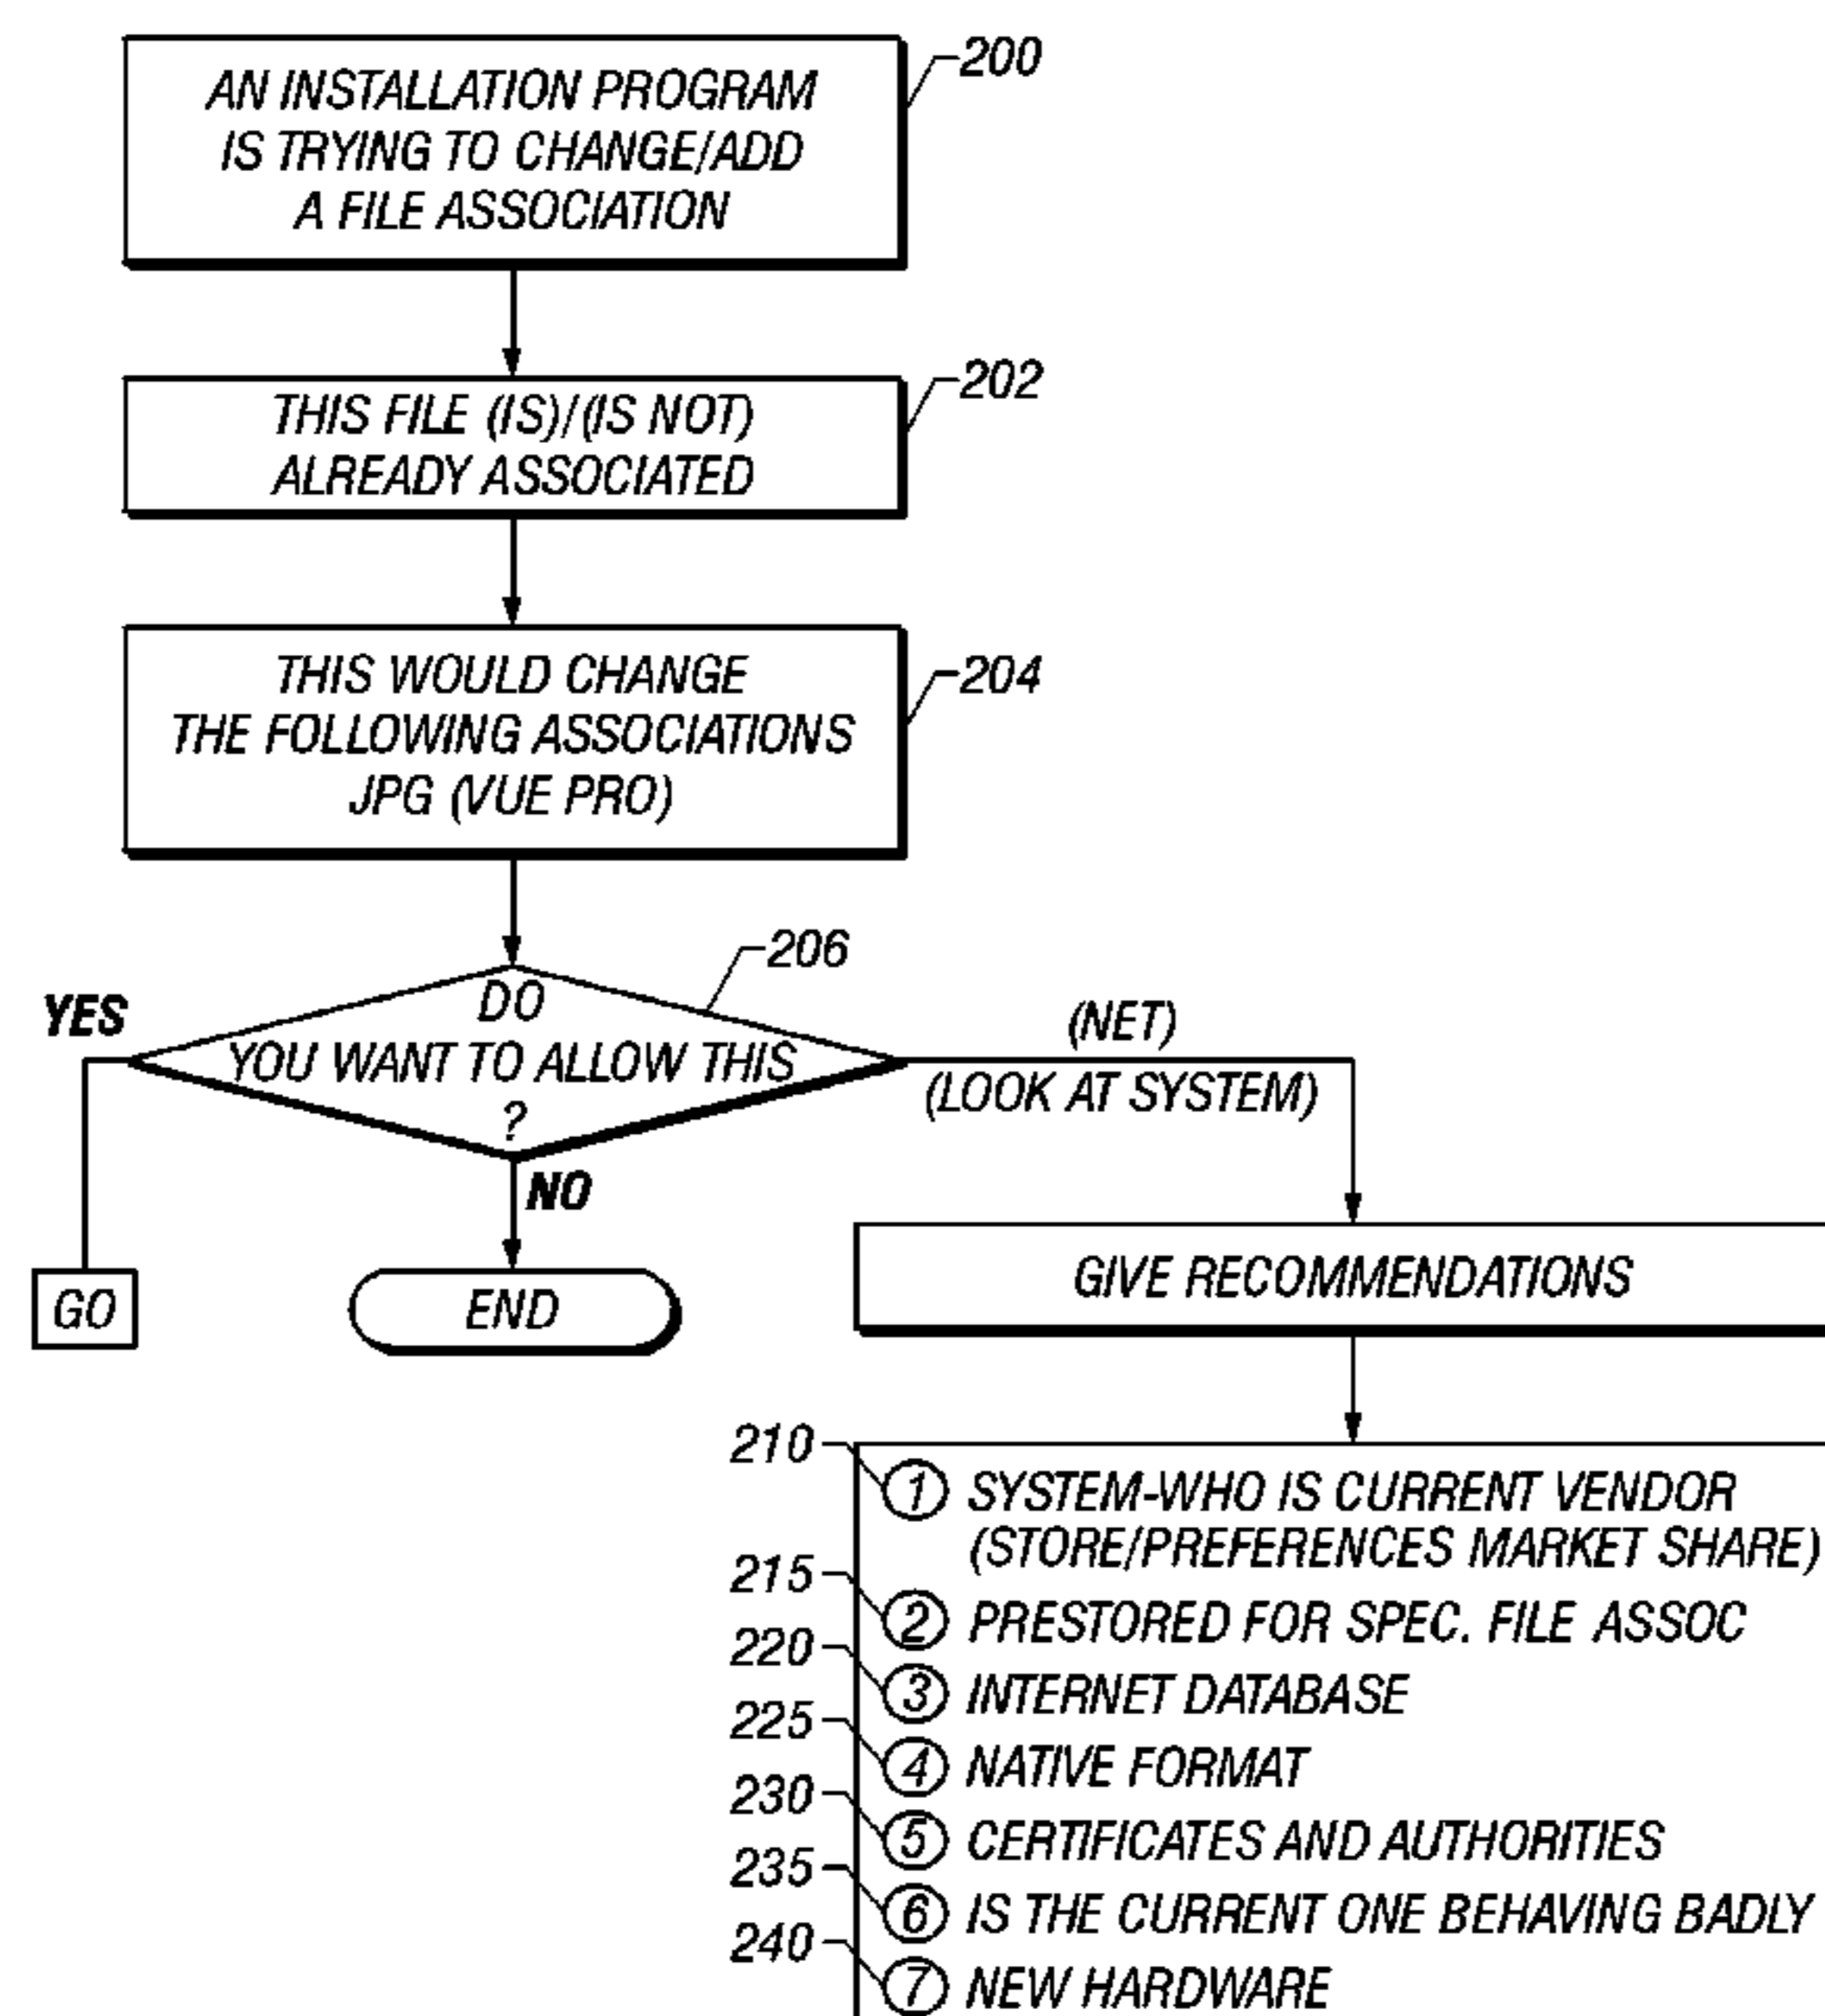 AN INSTALLATION PROGRAM
IS TRYING TO CHANGE/ADD
A FILE ASSOCIATION
200
THIS FILE (IS)/(IS NOT)
ALREADY ASSOCIATED
202
THIS WOULD CHANGE
THE FOLLOWING ASSOCIATIONS
JPG (VUE PRO)
204
206
DO
YOU WANT TO ALLOW THIS
?
YES
(NET)
(LOOK AT SYSTEM)
NO
GO
END
GIVE RECOMMENDATIONS
210
1 SYSTEM-WHO IS CURRENT VENDOR
(STORE/PREFERENCES MARKET SHARE)
215
2 PRESTORED FOR SPEC. FILE ASSOC
220
3 INTERNET DATABASE
225
4 NATIVE FORMAT
230
5 CERTIFICATES AND AUTHORITIES
235
6 IS THE CURRENT ONE BEHAVING BADLY
240
7 NEW HARDWARE